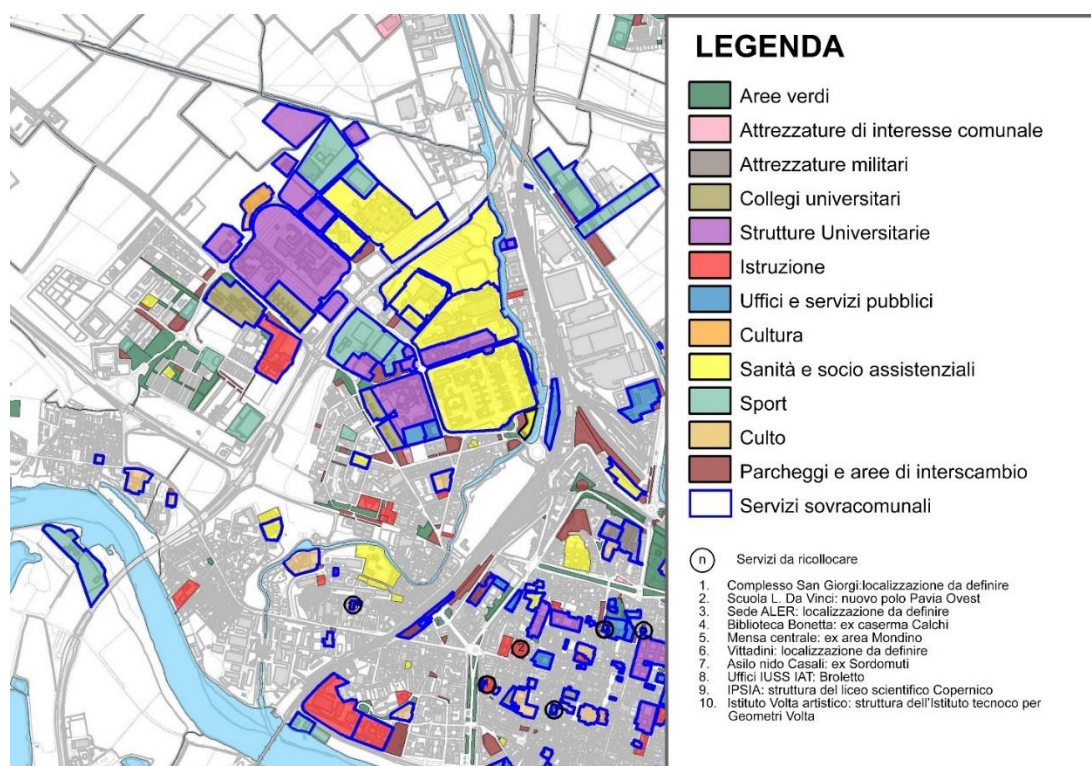 LEGENDA
Aree verdi
Attrezzature di interesse comunale
Attrezzature militari
Collegi universitari
Strutture Universitarie
Istruzione
Uffici e servizi pubblici
Cultura
Sanità e socio assistenziali
Sport
Culto
Parcheggi e aree di interscambio
Servizi sovracomunali
n Servizi da ricollocare
1. Complesso San Giorgi:localizzazione da definire
2. Scuola L. Da Vinci: nuovo polo Pavia Ovest
3. Sede ALER: localizzazione da definire
4. Biblioteca Bonetta: ex caserma Calchi
5. Mensa centrale: ex area Mondino
6. Vittadini: localizzazione da definire
7. Asilo nido Casali: ex Sordomuti
8. Uffici IUSS IAT: Broletto
9. IPSIA: struttura del liceo scientifico Copernico
10. Istituto Volta artistico: struttura dell'Istituto tecnoco per
Geometri Volta
2